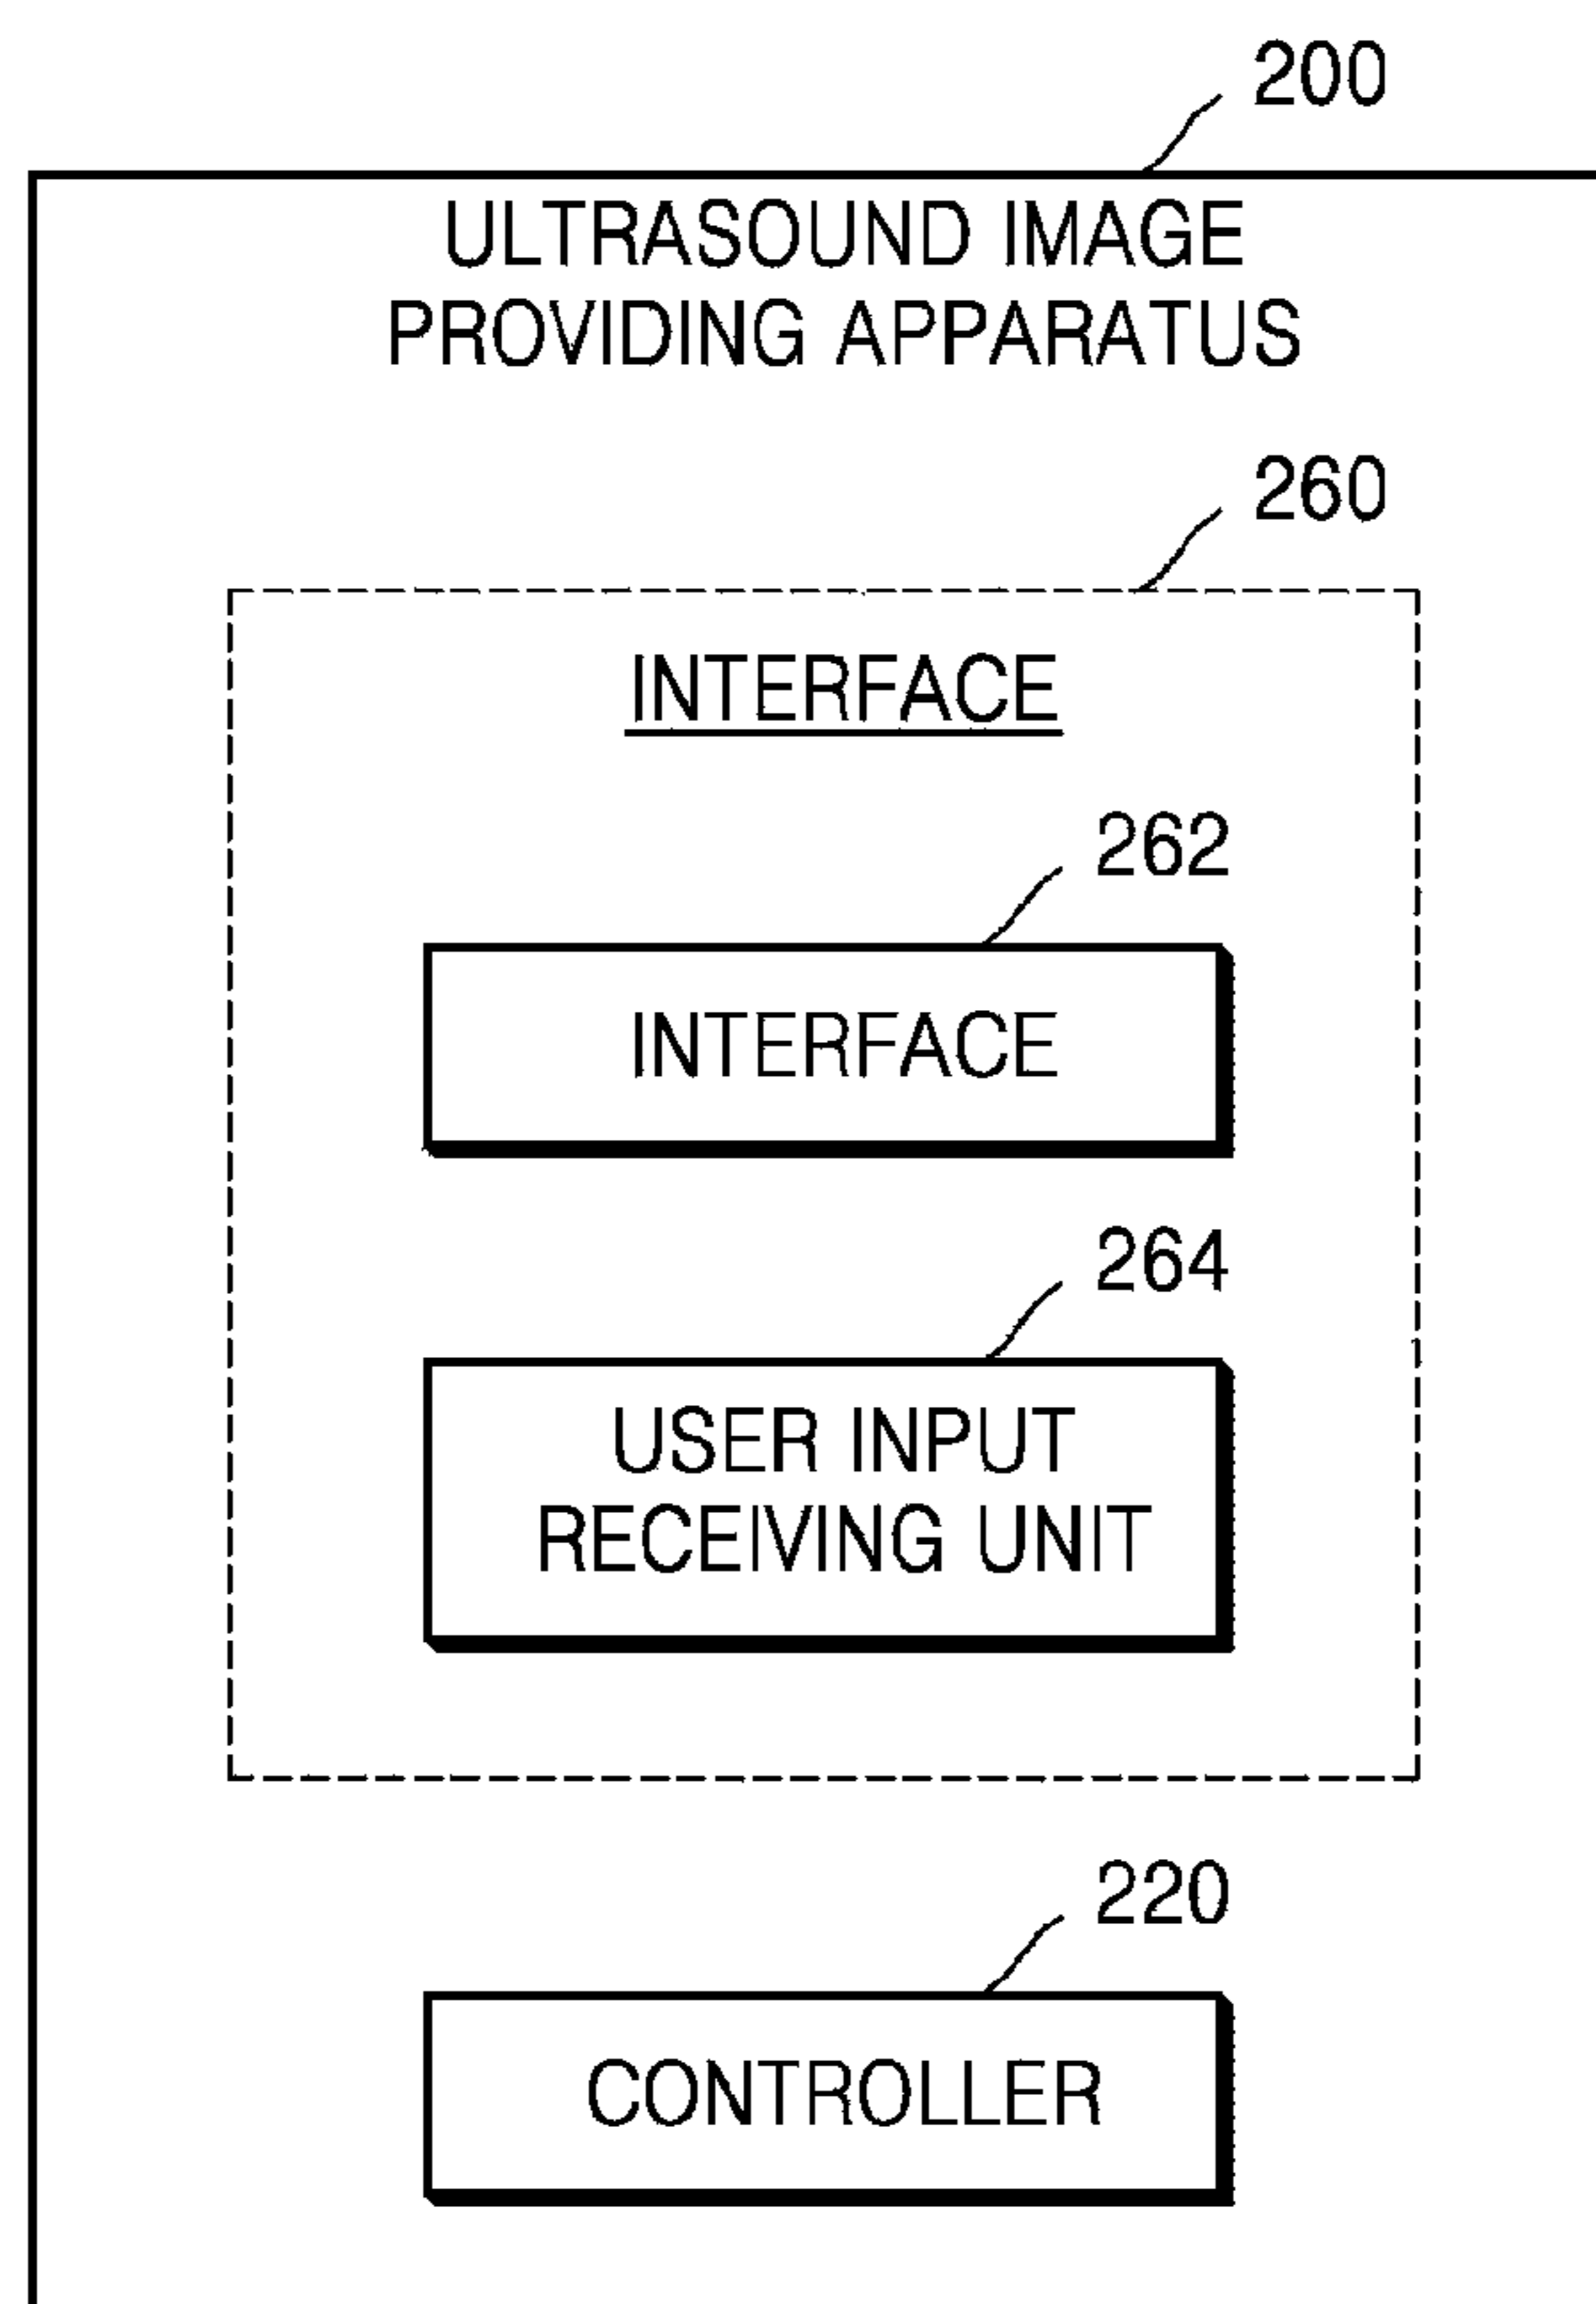 200
ULTRASOUND IMAGE
PROVIDING APPARATUS
260
INTERFACE
262
INTERFACE
264
USER INPUT
RECEIVING UNIT
220
CONTROLLER